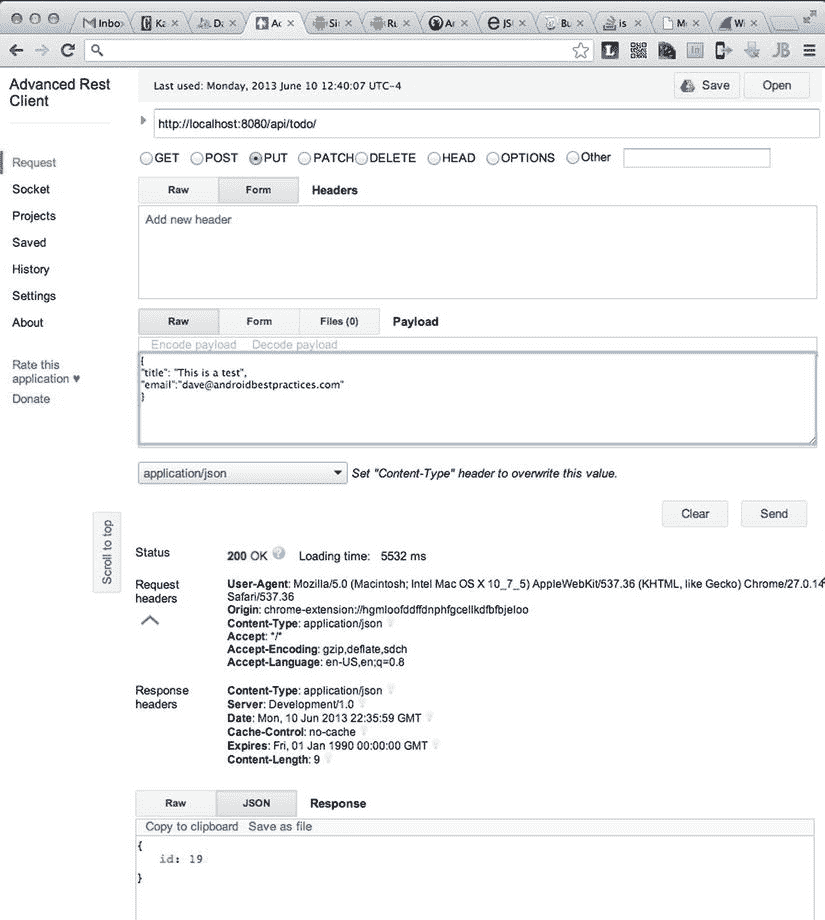 Inbo
Ka
Da
Ac
Si
Ru
Ar
JS
Bu
is
M
Wi
Advanced Rest
Client
Last used: Monday, 2013 June 10 12:40:07 UTC-4
Save
Open
http://localhost:8080/api/todo/
GET POST PUT PATCH DELETE HEAD OPTIONS Other
Request
Socket
Projects
Saved
History
Settings
About
Rate this
application ♥
Donate
Raw Form Headers
Add new header
Raw Form Files (0) Payload
Encode payload Decode payload
{
"title": "This is a test",
"email":"dave@androidbestpractices.com"
}
application/json Set "Content-Type" header to overwrite this value.
Clear Send
Scroll to top
Status 200 OK Loading time: 5532 ms
Request
headers
User-Agent: Mozilla/5.0 (Macintosh; Intel Mac OS X 10_7_5) AppleWebKit/537.36 (KHTML, like Gecko) Chrome/27.0.14
Safari/537.36
Origin: chrome-extension://hgmloofddffdnphfgcellkdfbfbjeloo
Content-Type: application/json
Accept: */*
Accept-Encoding: gzip,deflate,sdch
Accept-Language: en-US,en;q=0.8
Response
headers
Content-Type: application/json
Server: Development/1.0
Date: Mon, 10 Jun 2013 22:35:59 GMT
Cache-Control: no-cache
Expires: Fri, 01 Jan 1990 00:00:00 GMT
Content-Length: 9
Raw JSON Response
Copy to clipboard Save as file
{
id: 19
}